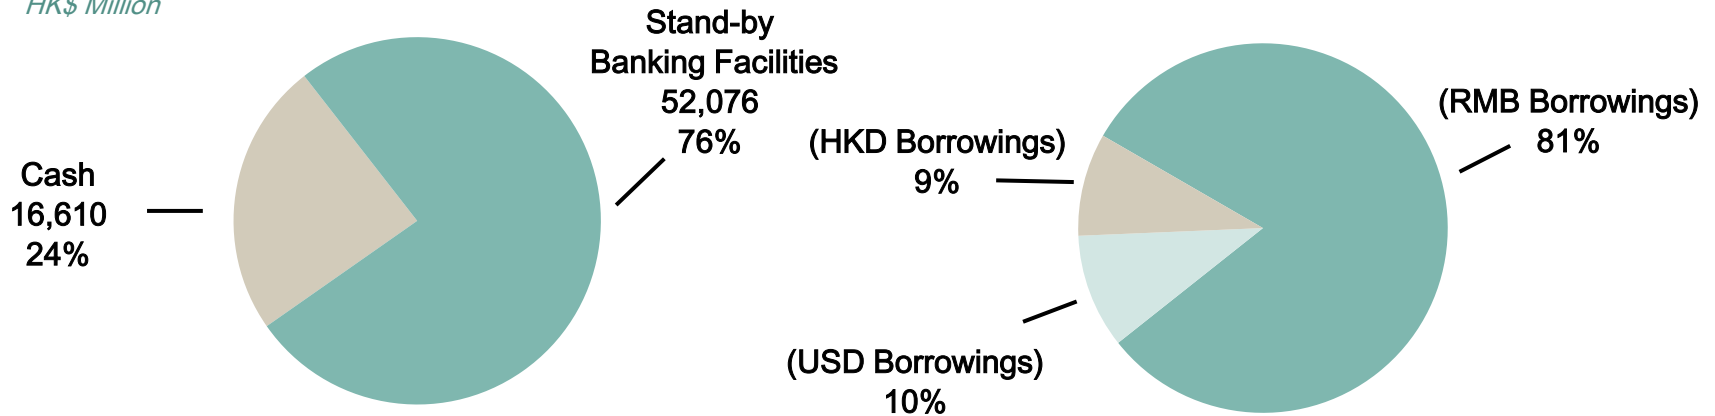 HK$ Million
Stand-by
Banking Facilities
52,076
76%
Cash
16,610
24%
(HKD Borrowings)
9%
(RMB Borrowings)
81%
(USD Borrowings)
10%